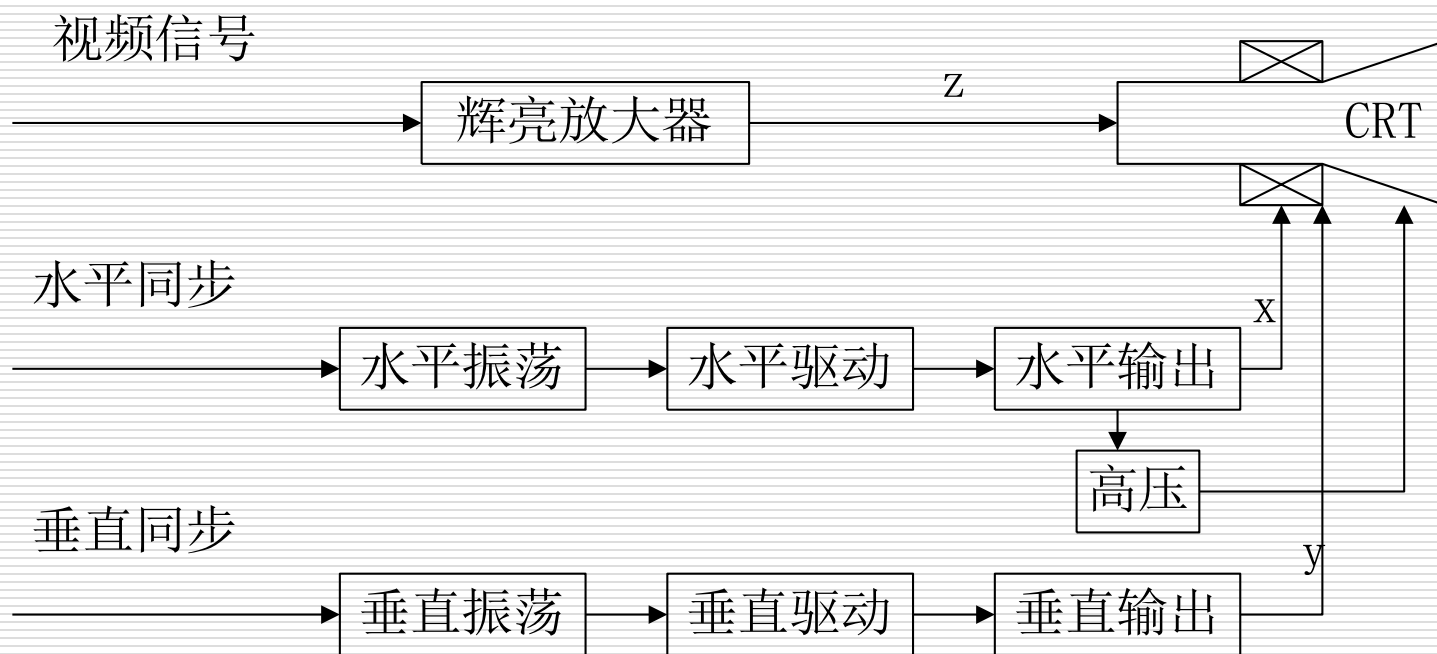 视频信号
辉亮放大器
z
CRT
水平同步
x
水平振荡
水平驱动
水平输出
高压
垂直同步
y
垂直振荡
垂直驱动
垂直输出